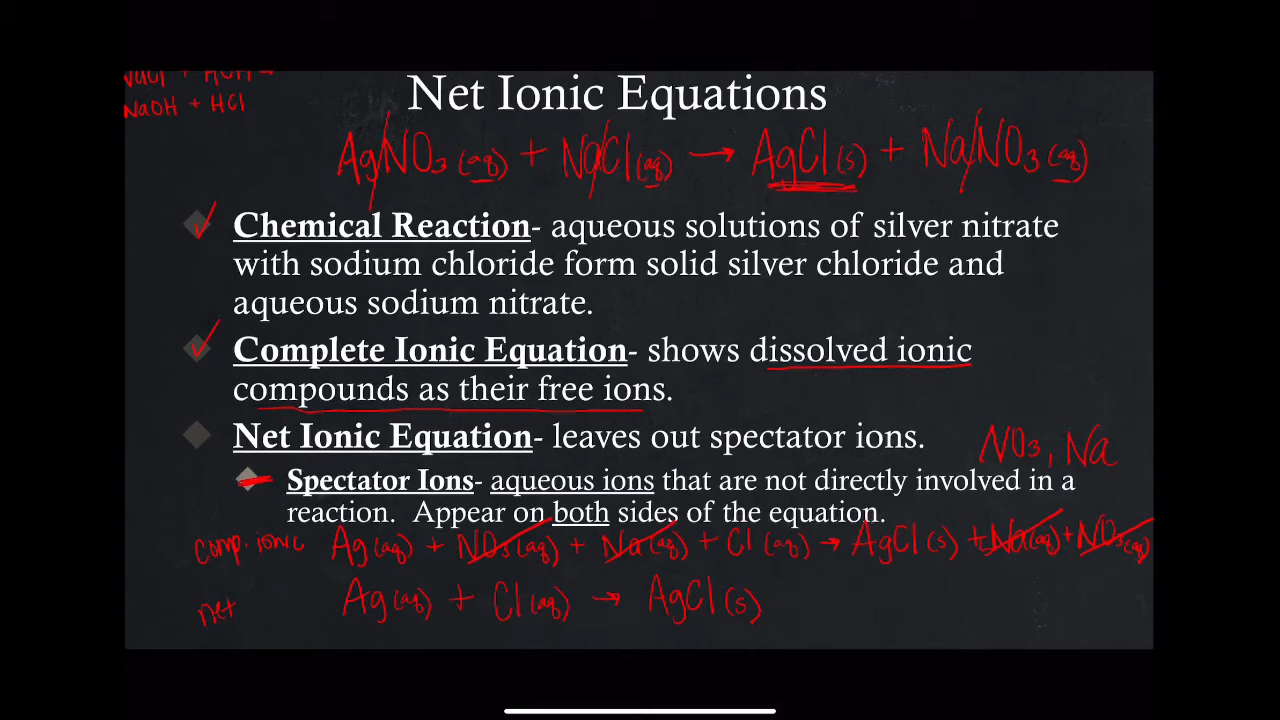 NaCl + HOH →
NaOH + HCl
Net Ionic Equations
AgNO₃ (aq) + NaCl (aq) → AgCl (s) + NaNO₃ (aq)
Chemical Reaction- aqueous solutions of silver nitrate
with sodium chloride form solid silver chloride and
aqueous sodium nitrate.
Complete Ionic Equation- shows dissolved ionic
compounds as their free ions.
Net Ionic Equation- leaves out spectator ions.
NO₃, Na
Spectator Ions- aqueous ions that are not directly involved in a
reaction. Appear on both sides of the equation.
comp. ionic Ag(aq) + NO₃(aq) + Na(aq) + Cl(aq) → AgCl(s) + Na(aq) + NO₃(aq)
net Ag(aq) + Cl(aq) → AgCl(s)